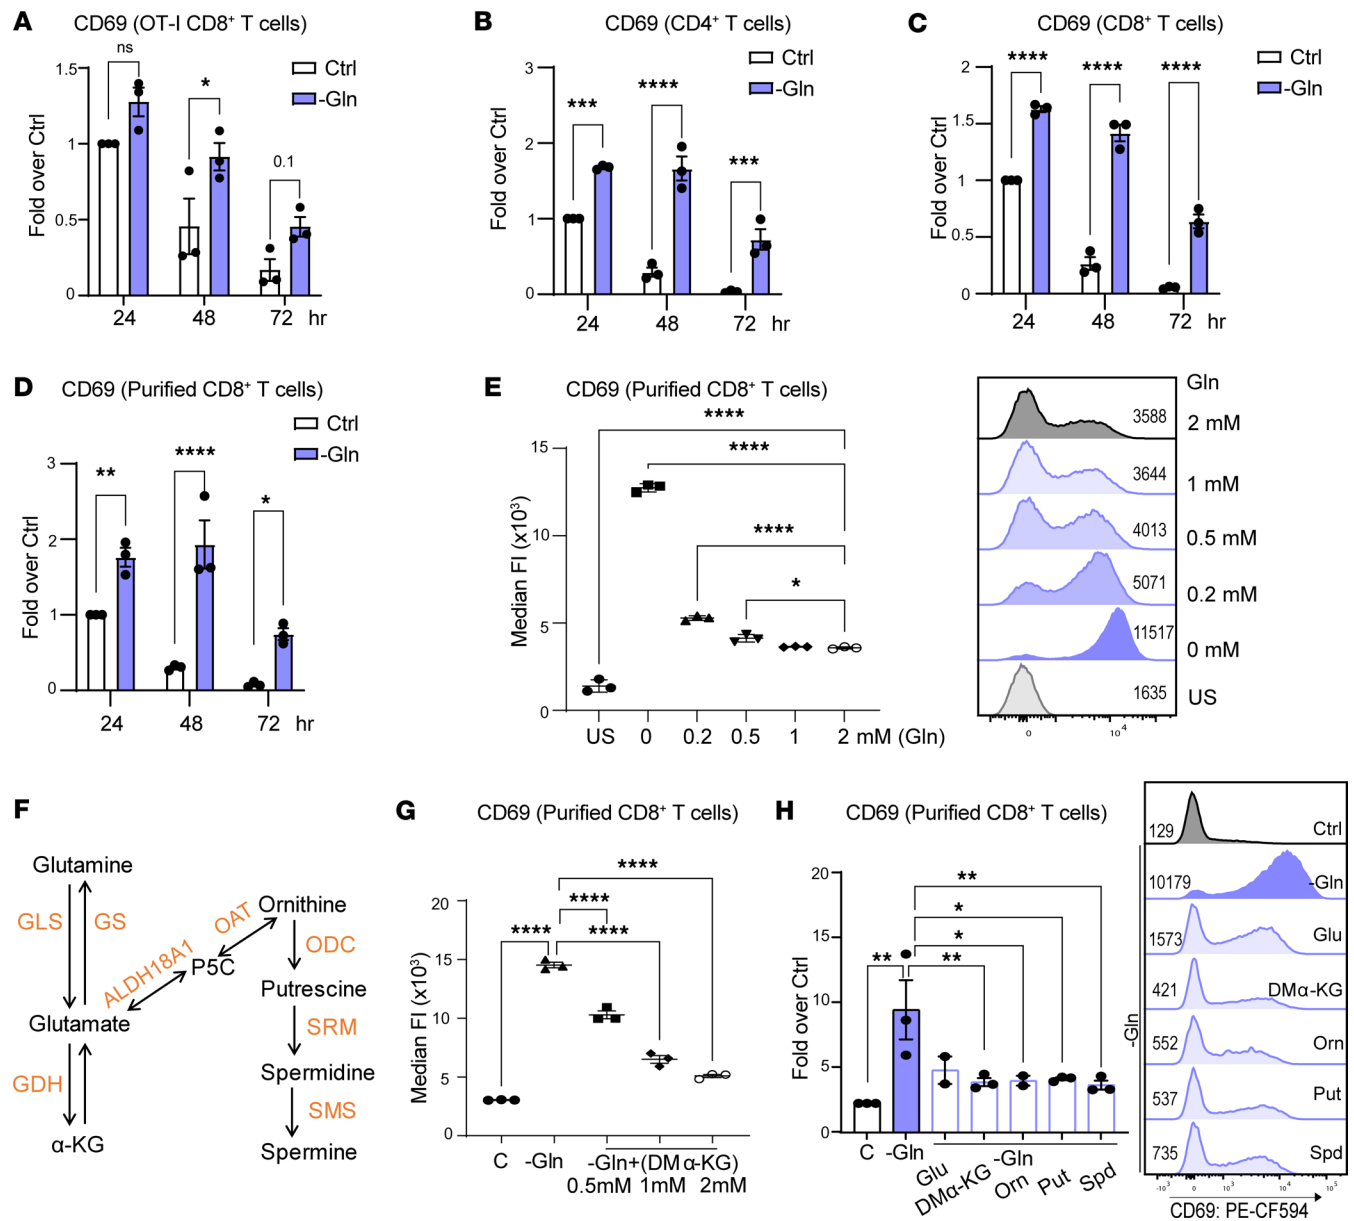 A
CD69 (OT-I CD8⁺ T cells)
ns
*
0.1
Ctrl
-Gln
Fold over Ctrl
1.5
1
0.5
0
24 48 72 hr
B
CD69 (CD4⁺ T cells)
***
****
***
Ctrl
-Gln
Fold over Ctrl
3
2
1
0
24 48 72 hr
C
CD69 (CD8⁺ T cells)
****
****
****
Ctrl
-Gln
Fold over Ctrl
2
1.5
1
0.5
0
24 48 72 hr
D
CD69 (Purified CD8⁺ T cells)
**
****
*
Ctrl
-Gln
Fold over Ctrl
3
2
1
0
24 48 72 hr
E
CD69 (Purified CD8⁺ T cells)
****
****
****
*
Median FI (x10³)
15
10
5
0
US 0 0.2 0.5 1 2 mM (Gln)
Gln
3588 2 mM
3644 1 mM
4013 0.5 mM
5071 0.2 mM
11517 0 mM
1635 US
0 10⁴
F
Glutamine
GLS GS
Glutamate
GDH
α-KG
ALDH18A1
P5C
OAT
Ornithine
ODC
Putrescine
SRM
Spermidine
SMS
Spermine
G
CD69 (Purified CD8⁺ T cells)
****
****
****
****
Median FI (x10³)
20
15
10
5
0
C -Gln -Gln+(DM α-KG)
0.5mM 1mM 2mM
H
CD69 (Purified CD8⁺ T cells)
**
*
*
**
**
Fold over Ctrl
20
15
10
5
0
C -Gln
Glu DMα-KG Orn Put Spd
-Gln
129 Ctrl
10179 -Gln
1573 Glu
421 DMα-KG
552 Orn
537 Put
735 Spd
-Gln
-10³ 0 10³ 10⁴ 10⁵
CD69: PE-CF594